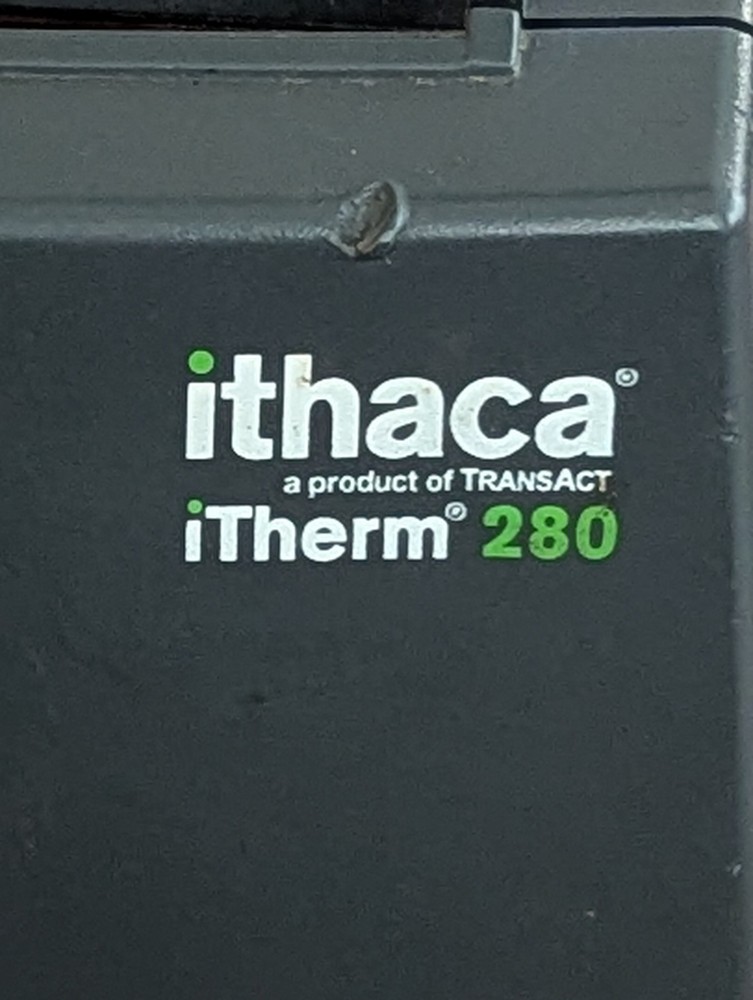 ithaca®
a product of TRANSACT
iTherm® 280